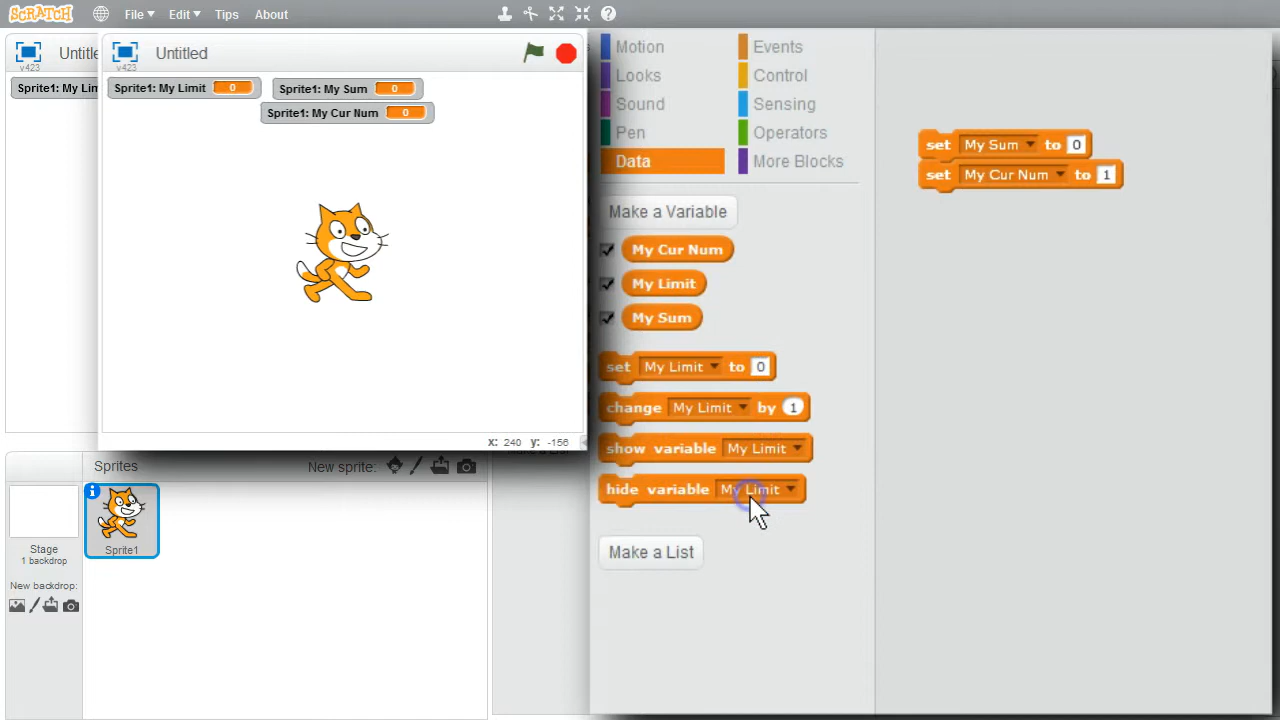 SCRATCH File Edit Tips About
Untitled
v423
Sprite1: My Lim
Untitled
v423
Sprite1: My Limit 0
Sprite1: My Sum 0
Sprite1: My Cur Num 0
x: 240 y: -156
Sprites New sprite:
Stage
1 backdrop
New backdrop:
Sprite1
Motion Events
Looks Control
Sound Sensing
Pen Operators
Data More Blocks
Make a Variable
My Cur Num
My Limit
My Sum
set My Limit to 0
change My Limit by 1
show variable My Limit
hide variable My Limit
Make a List
set My Sum to 0
set My Cur Num to 1